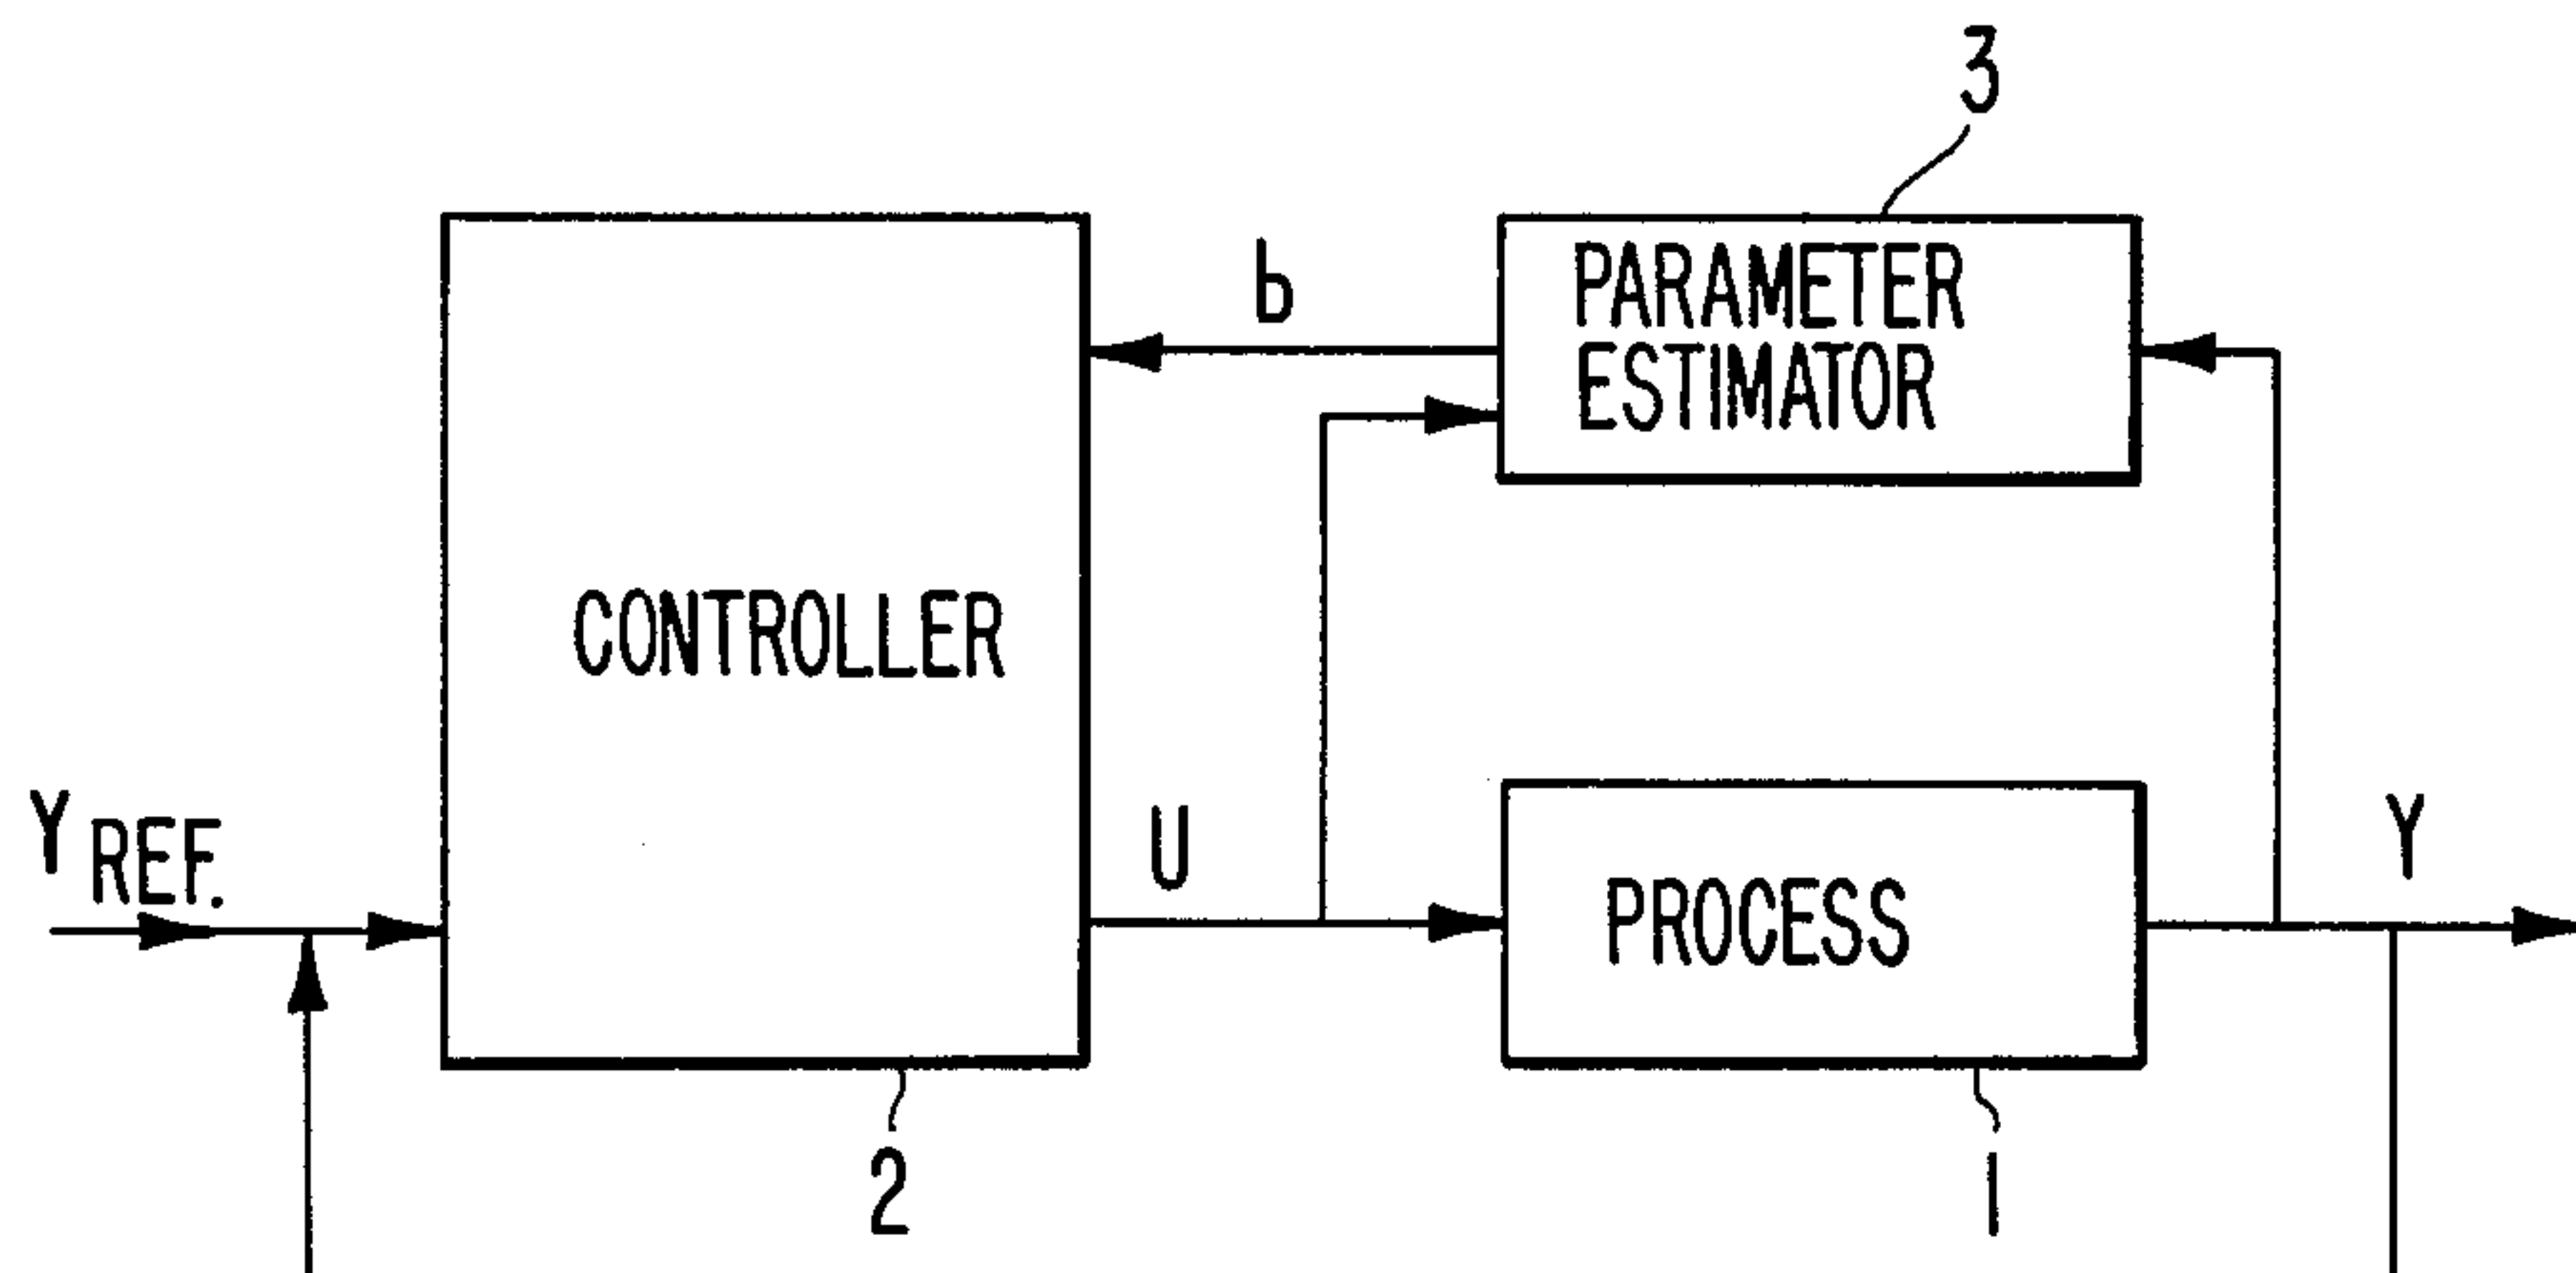 3
b
PARAMETER
ESTIMATOR
CONTROLLER
Y REF.
U
Y
PROCESS
2
1